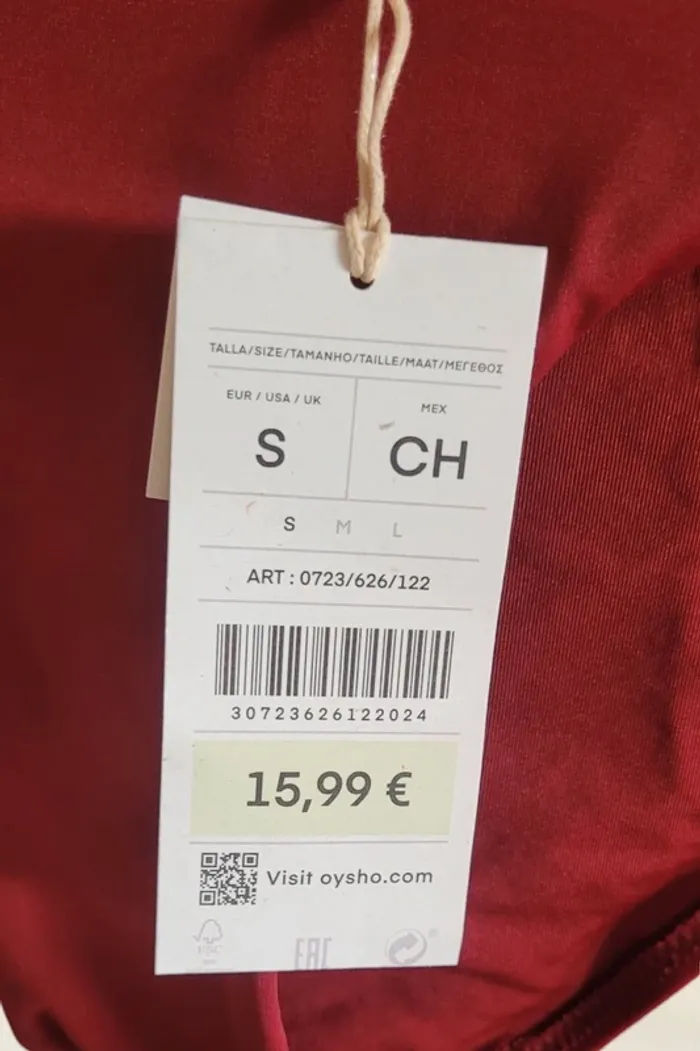 TALLA/SIZE/TAMANHO/TAILLE/MAAT/ΜΕΓΕΘΟΣ
EUR / USA / UK
MEX
S
CH
S M L
ART : 0723/626/122
30723626122024
15,99 €
Visit oysho.com
FSC
EAC